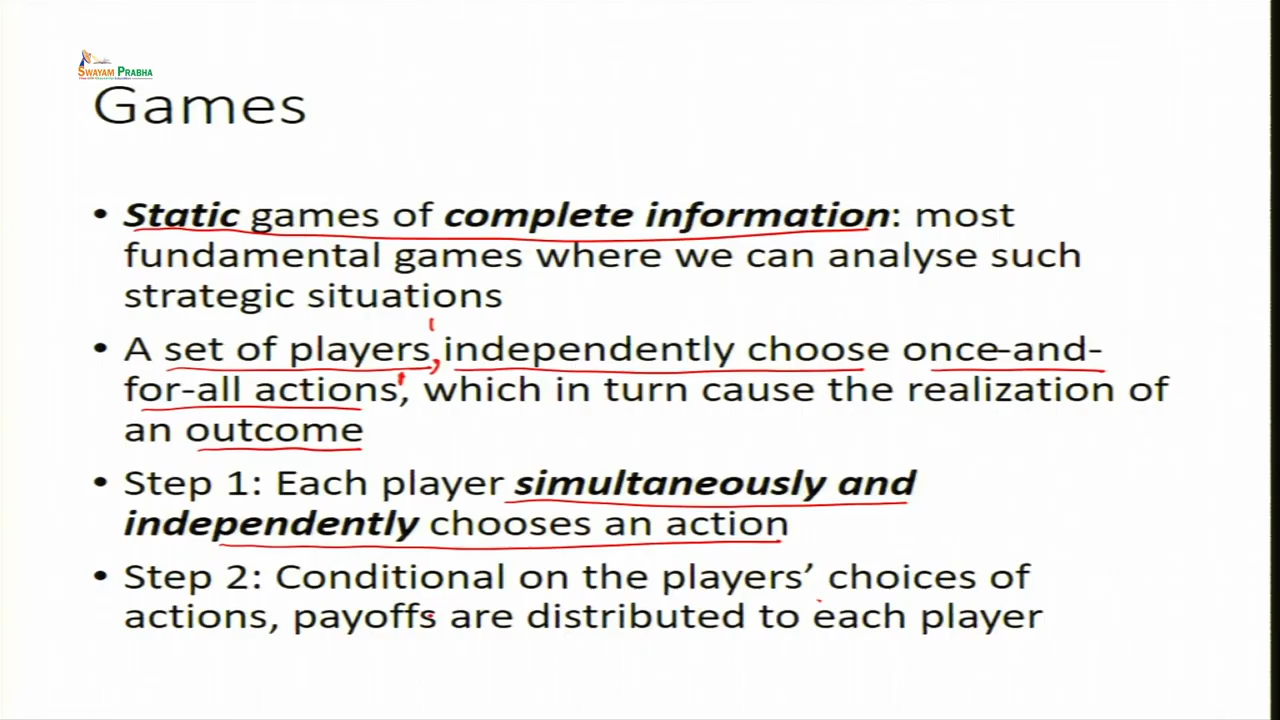 SWAYAM PRABHA
Games
• Static games of complete information: most
fundamental games where we can analyse such
strategic situations
• A set of players, independently choose once-and-
for-all actions, which in turn cause the realization of
an outcome
• Step 1: Each player simultaneously and
independently chooses an action
• Step 2: Conditional on the players’ choices of
actions, payoffs are distributed to each player